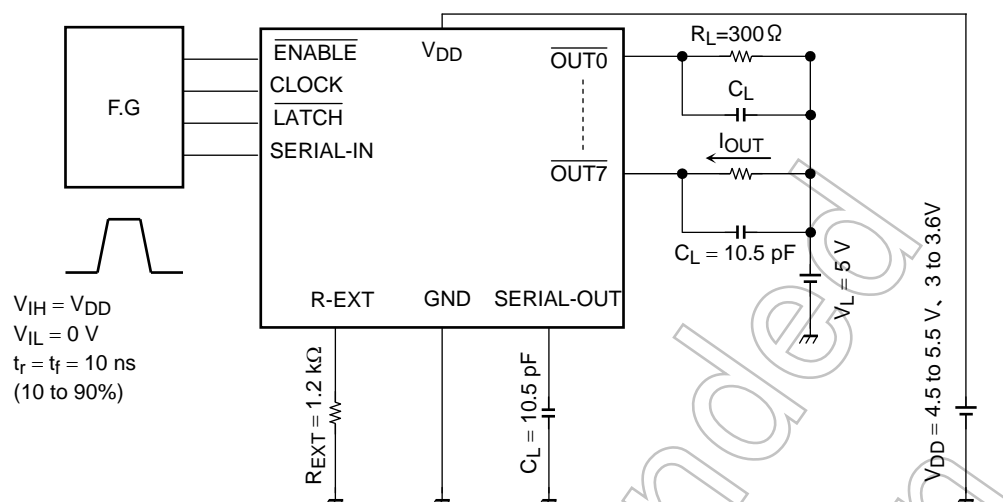 F.G
ENABLE
CLOCK
LATCH
SERIAL-IN
VDD
OUT0
OUT7
R-EXT
GND
SERIAL-OUT
RL=300 Ω
CL
IOUT
CL = 10.5 pF
VL = 5 V
VIH = VDD
VIL = 0 V
tr = tf = 10 ns
(10 to 90%)
REXT = 1.2 kΩ
CL = 10.5 pF
VDD = 4.5 to 5.5 V、3 to 3.6V